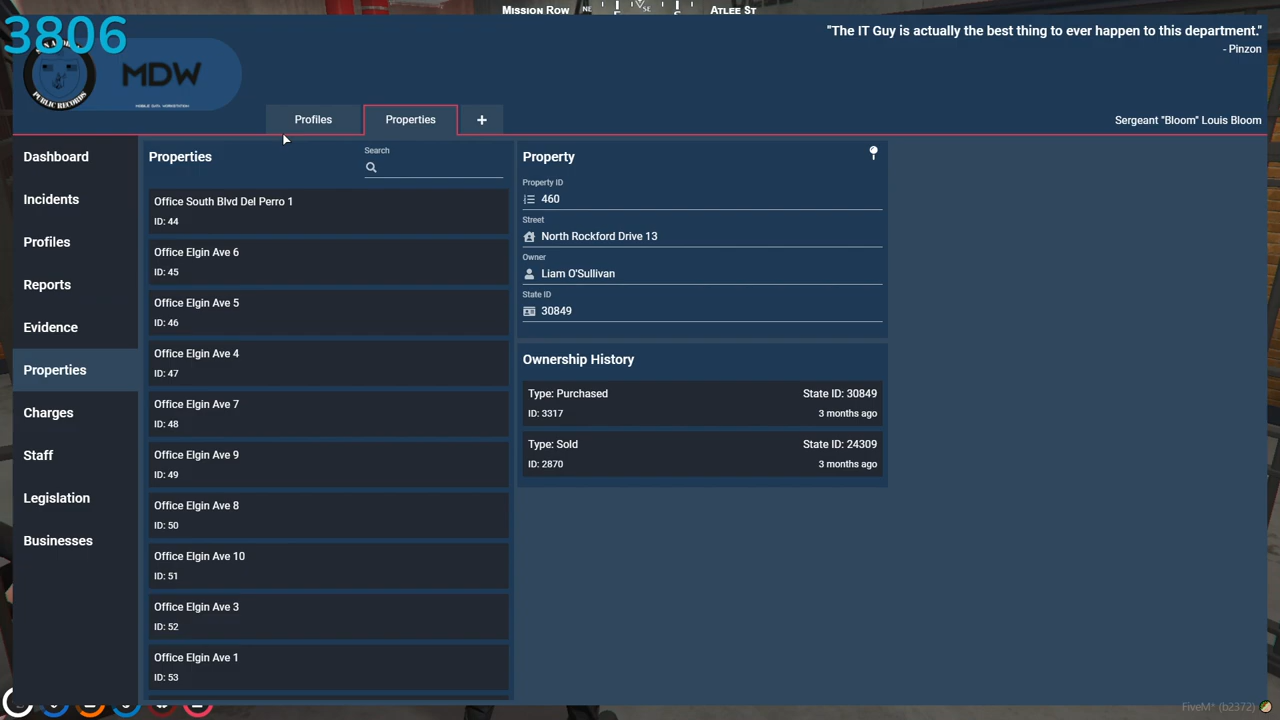 MISSION ROW
NE
SE
ATLEE ST
3806
PUBLIC RECORDS
MDW
MOBILE DATA WORKSTATION
"The IT Guy is actually the best thing to ever happen to this department."
- Pinzon
Profiles
Properties
+
Sergeant "Bloom" Louis Bloom
Dashboard
Incidents
Profiles
Reports
Evidence
Properties
Charges
Staff
Legislation
Businesses
Properties
Search
Office South Blvd Del Perro 1
ID: 44
Office Elgin Ave 6
ID: 45
Office Elgin Ave 5
ID: 46
Office Elgin Ave 4
ID: 47
Office Elgin Ave 7
ID: 48
Office Elgin Ave 9
ID: 49
Office Elgin Ave 8
ID: 50
Office Elgin Ave 10
ID: 51
Office Elgin Ave 3
ID: 52
Office Elgin Ave 1
ID: 53
Property
Property ID
460
Street
North Rockford Drive 13
Owner
Liam O'Sullivan
State ID
30849
Ownership History
Type: Purchased State ID: 30849
ID: 3317 3 months ago
Type: Sold State ID: 24309
ID: 2870 3 months ago
FiveM* (b2372)